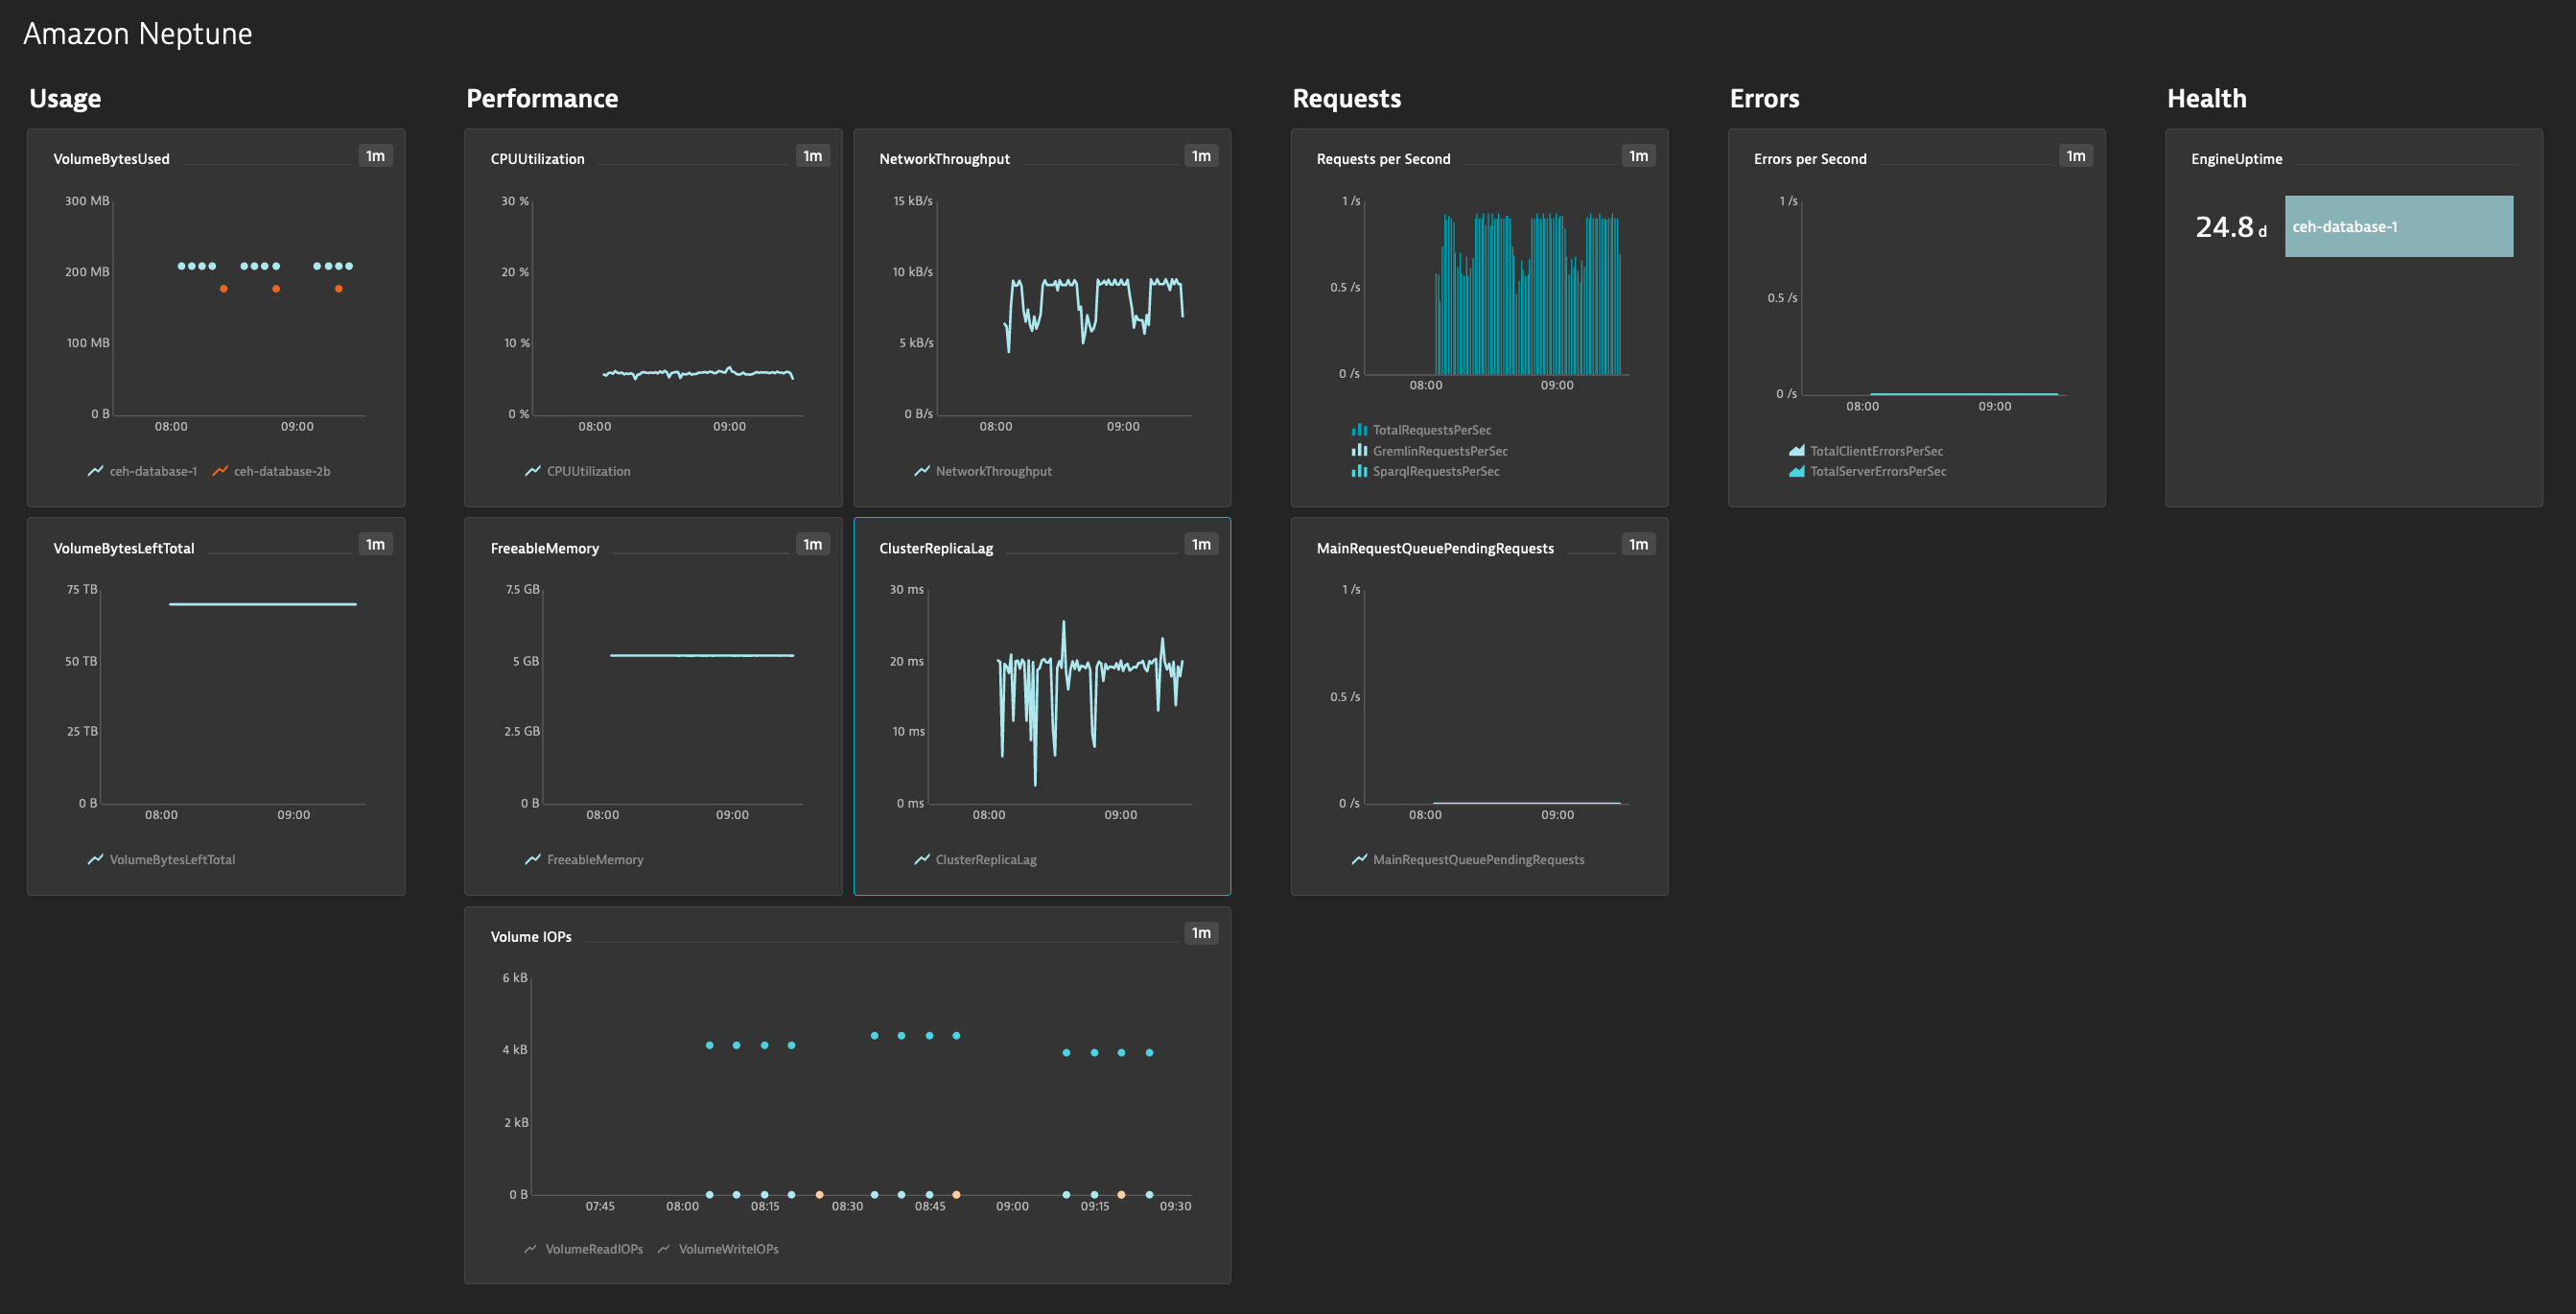 Amazon Neptune
Usage
VolumeBytesUsed 1m
300 MB
200 MB
100 MB
0 B
08:00 09:00
ceh-database-1 ceh-database-2b
VolumeBytesLeftTotal 1m
75 TB
50 TB
25 TB
0 B
08:00 09:00
VolumeBytesLeftTotal
Performance
CPUUtilization 1m
30 %
20 %
10 %
0 %
08:00 09:00
CPUUtilization
NetworkThroughput 1m
15 kB/s
10 kB/s
5 kB/s
0 B/s
08:00 09:00
NetworkThroughput
FreeableMemory 1m
7.5 GB
5 GB
2.5 GB
0 B
08:00 09:00
FreeableMemory
ClusterReplicaLag 1m
30 ms
20 ms
10 ms
0 ms
08:00 09:00
ClusterReplicaLag
Volume IOPs 1m
6 kB
4 kB
2 kB
0 B
07:45 08:00 08:15 08:30 08:45 09:00 09:15 09:30
VolumeReadIOPs VolumeWriteIOPs
Requests
Requests per Second 1m
1 /s
0.5 /s
0 /s
08:00 09:00
TotalRequestsPerSec
GremlinRequestsPerSec
SparqlRequestsPerSec
MainRequestQueuePendingRequests 1m
1 /s
0.5 /s
0 /s
08:00 09:00
MainRequestQueuePendingRequests
Errors
Errors per Second 1m
1 /s
0.5 /s
0 /s
08:00 09:00
TotalClientErrorsPerSec
TotalServerErrorsPerSec
Health
EngineUptime
24.8 d ceh-database-1